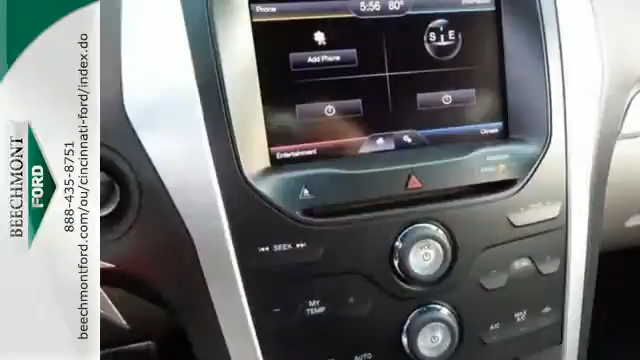 BEECHMONT
FORD
888-435-8751
beechmontford.com/ou/cincinnati-ford/index.do
Phone
5:56 80°
Add Phone
S E
Entertainment
Climate
SEEK
MY
TEMP
AUTO
A/C
MAX
A/C